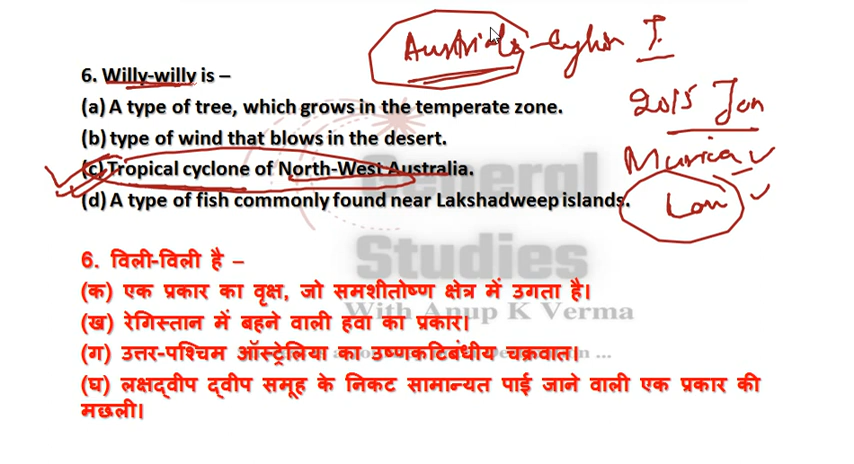 Australia - Cyclon I.
6. Willy-willy is –
(a) A type of tree, which grows in the temperate zone.
2015 Jan
(b) type of wind that blows in the desert.
(c) Tropical cyclone of North-West Australia.
(d) A type of fish commonly found near Lakshadweep islands.
Lam
General
Studies
With Anup K Verma
6. विली-विली है –
(क) एक प्रकार का वृक्ष, जो समशीतोष्ण क्षेत्र में उगता है।
(ख) रेगिस्तान में बहने वाली हवा का प्रकार।
(ग) उत्तर-पश्चिम ऑस्ट्रेलिया का उष्णकटिबंधीय चक्रवात।
(घ) लक्षद्वीप द्वीप समूह के निकट सामान्यत पाई जाने वाली एक प्रकार की
मछली।